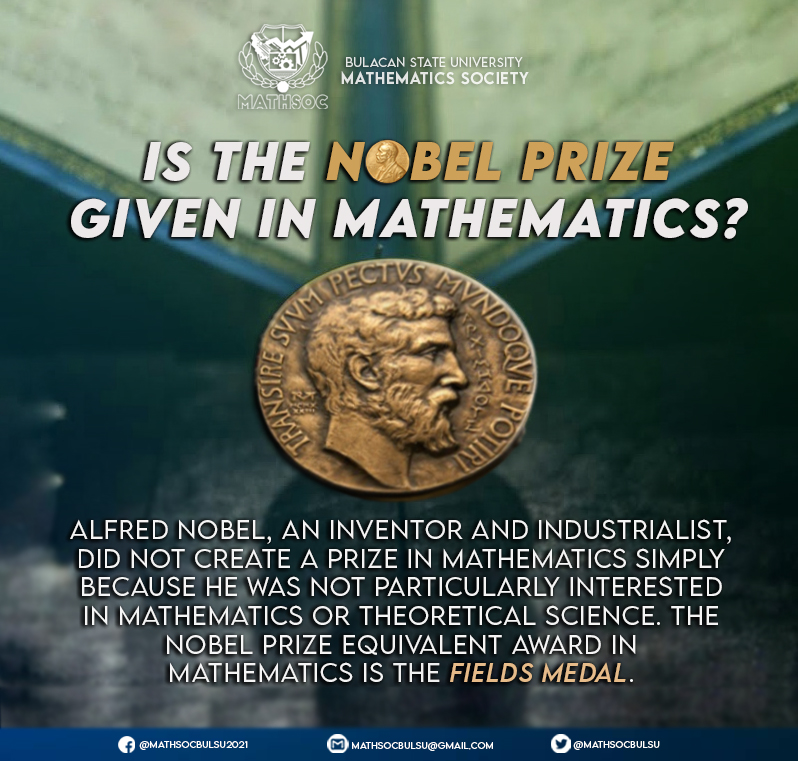 BULACAN STATE UNIVERSITY
MATHEMATICS SOCIETY
MATHSOC
IS THE NOBEL PRIZE
GIVEN IN MATHEMATICS?
TRANSIRE SVVM PECTVS MVNDOQVE POTIRI
ALFRED NOBEL, AN INVENTOR AND INDUSTRIALIST,
DID NOT CREATE A PRIZE IN MATHEMATICS SIMPLY
BECAUSE HE WAS NOT PARTICULARLY INTERESTED
IN MATHEMATICS OR THEORETICAL SCIENCE. THE
NOBEL PRIZE EQUIVALENT AWARD IN
MATHEMATICS IS THE FIELDS MEDAL.
@MATHSOCBULSU2021
MATHSOCBULSU@GMAIL.COM
@MATHSOCBULSU